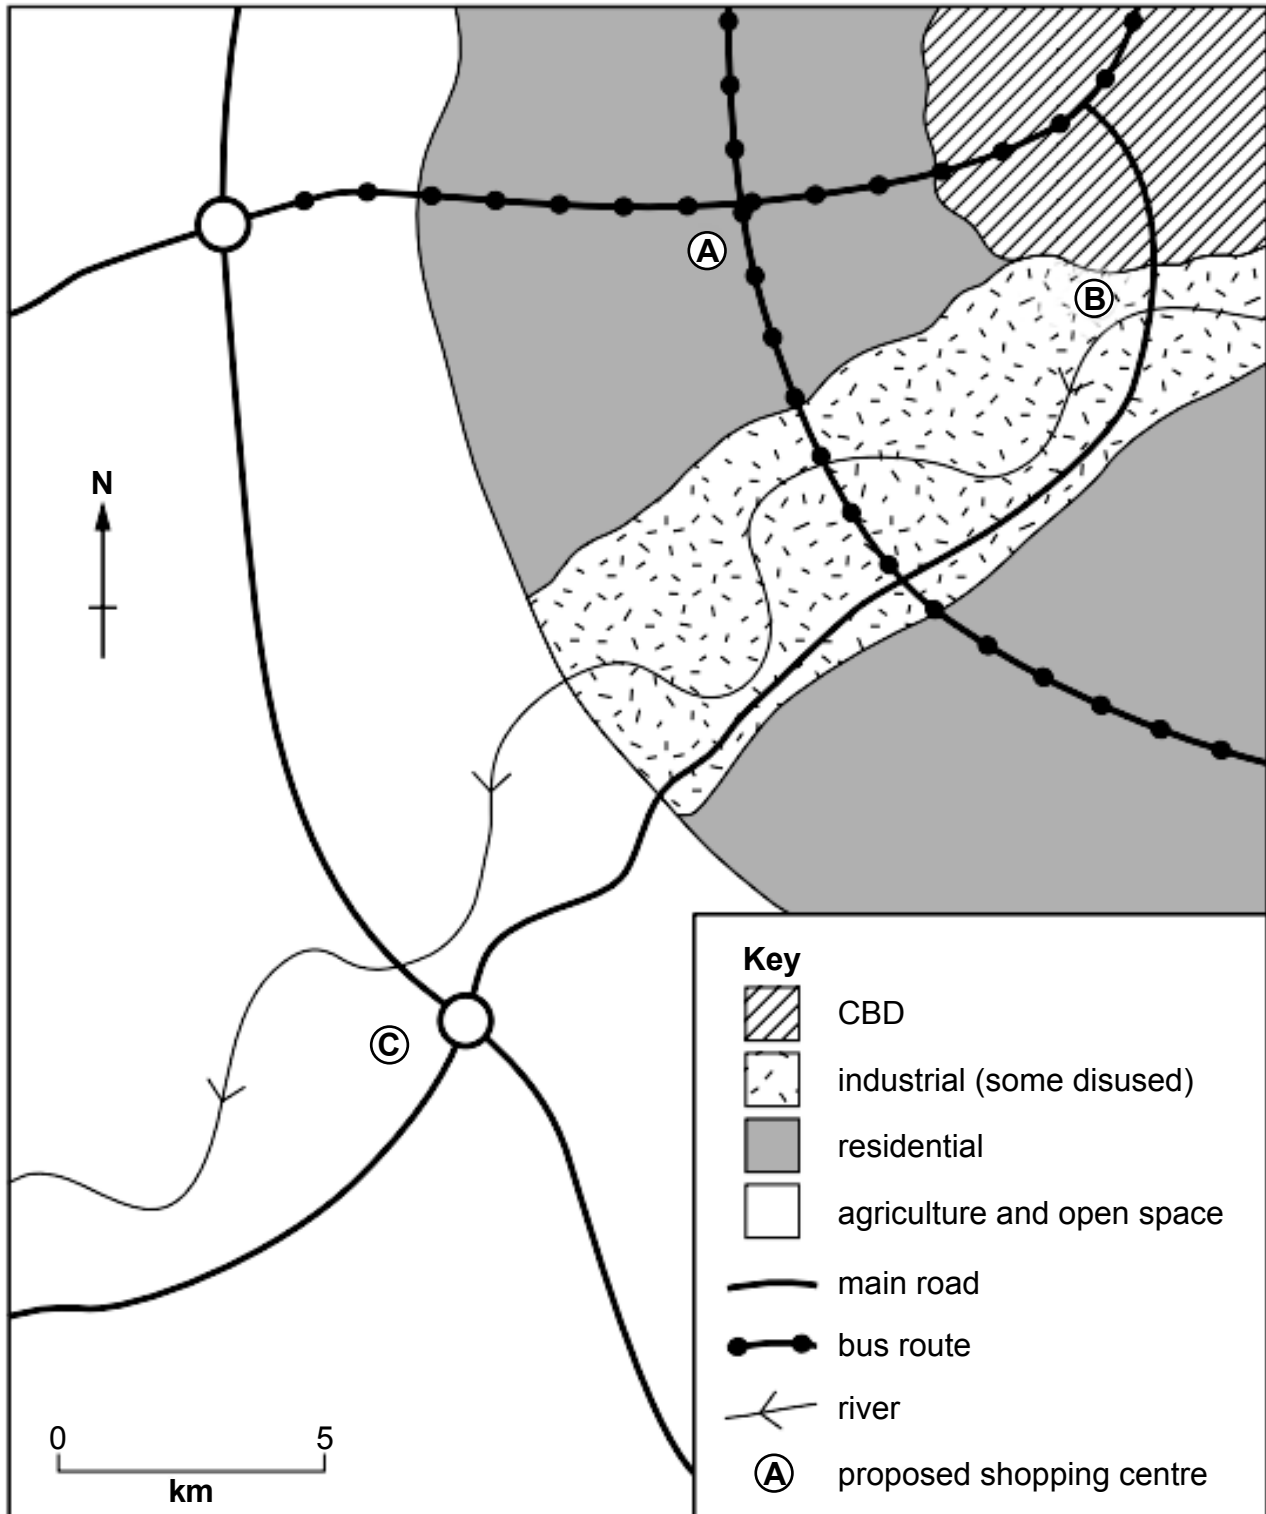 A
B
N
C
Key
CBD
industrial (some disused)
residential
agriculture and open space
main road
bus route
river
A proposed shopping centre
0 5
km